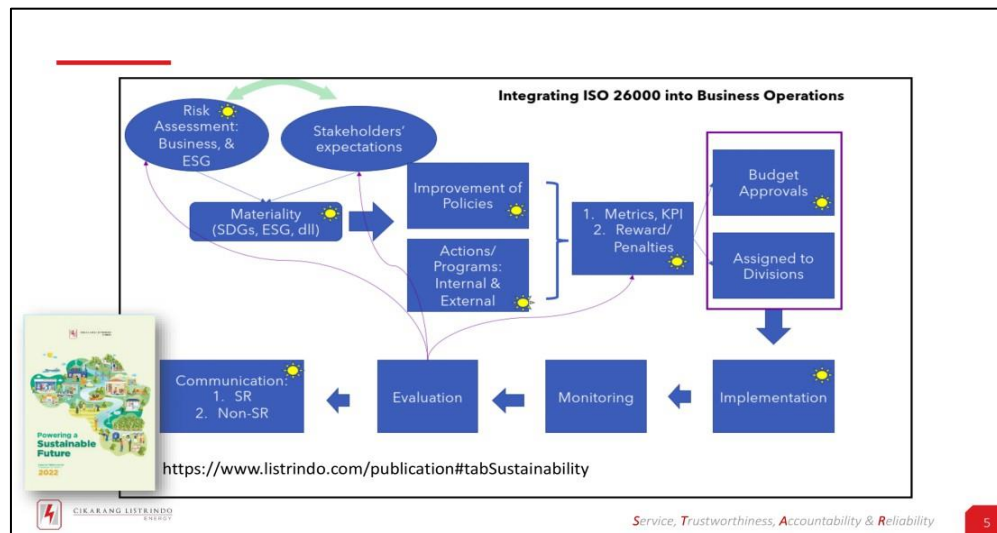 Integrating ISO 26000 into Business Operations
Risk
Assessment:
Business, &
ESG
Stakeholders'
expectations
Materiality
(SDGs, ESG, dll)
Improvement of
Policies
Actions/
Programs:
Internal &
External
1. Metrics, KPI
2. Reward/
Penalties
Budget
Approvals
Assigned to
Divisions
Communication:
1. SR
2. Non-SR
Evaluation
Monitoring
Implementation
Powering a
Sustainable
Future
2022
https://www.listrindo.com/publication#tabSustainability
CIKARANG LISTRINDO
ENERGY
Service, Trustworthiness, Accountability & Reliability
5